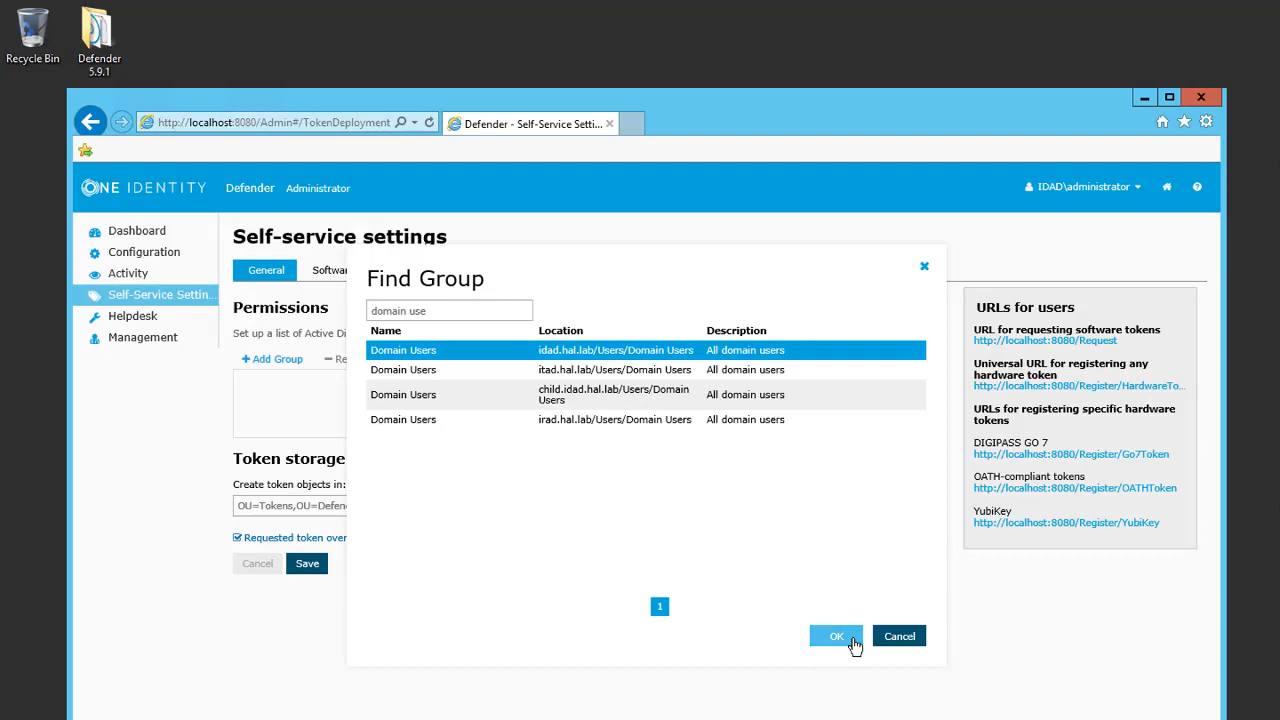 Recycle Bin
Defender
5.9.1
http://localhost:8080/Admin#/TokenDeployment
Defender - Self-Service Setti...
ONE IDENTITY
Defender
Administrator
IDAD\administrator
Dashboard
Configuration
Activity
Self-Service Settin...
Helpdesk
Management
Self-service settings
General
Softwar
Permissions
Set up a list of Active Di
Add Group
Re
Token storage
Create token objects in:
OU=Tokens,OU=Defend
Requested token over
Cancel
Save
Find Group
domain use
Name Location Description
Domain Users idad.hal.lab/Users/Domain Users All domain users
Domain Users itad.hal.lab/Users/Domain Users All domain users
Domain Users child.idad.hal.lab/Users/Domain All domain users
Users
Domain Users irad.hal.lab/Users/Domain Users All domain users
1
OK
Cancel
URLs for users
URL for requesting software tokens
http://localhost:8080/Request
Universal URL for registering any
hardware token
http://localhost:8080/Register/HardwareTo...
URLs for registering specific hardware
tokens
DIGIPASS GO 7
http://localhost:8080/Register/Go7Token
OATH-compliant tokens
http://localhost:8080/Register/OATHToken
YubiKey
http://localhost:8080/Register/YubiKey